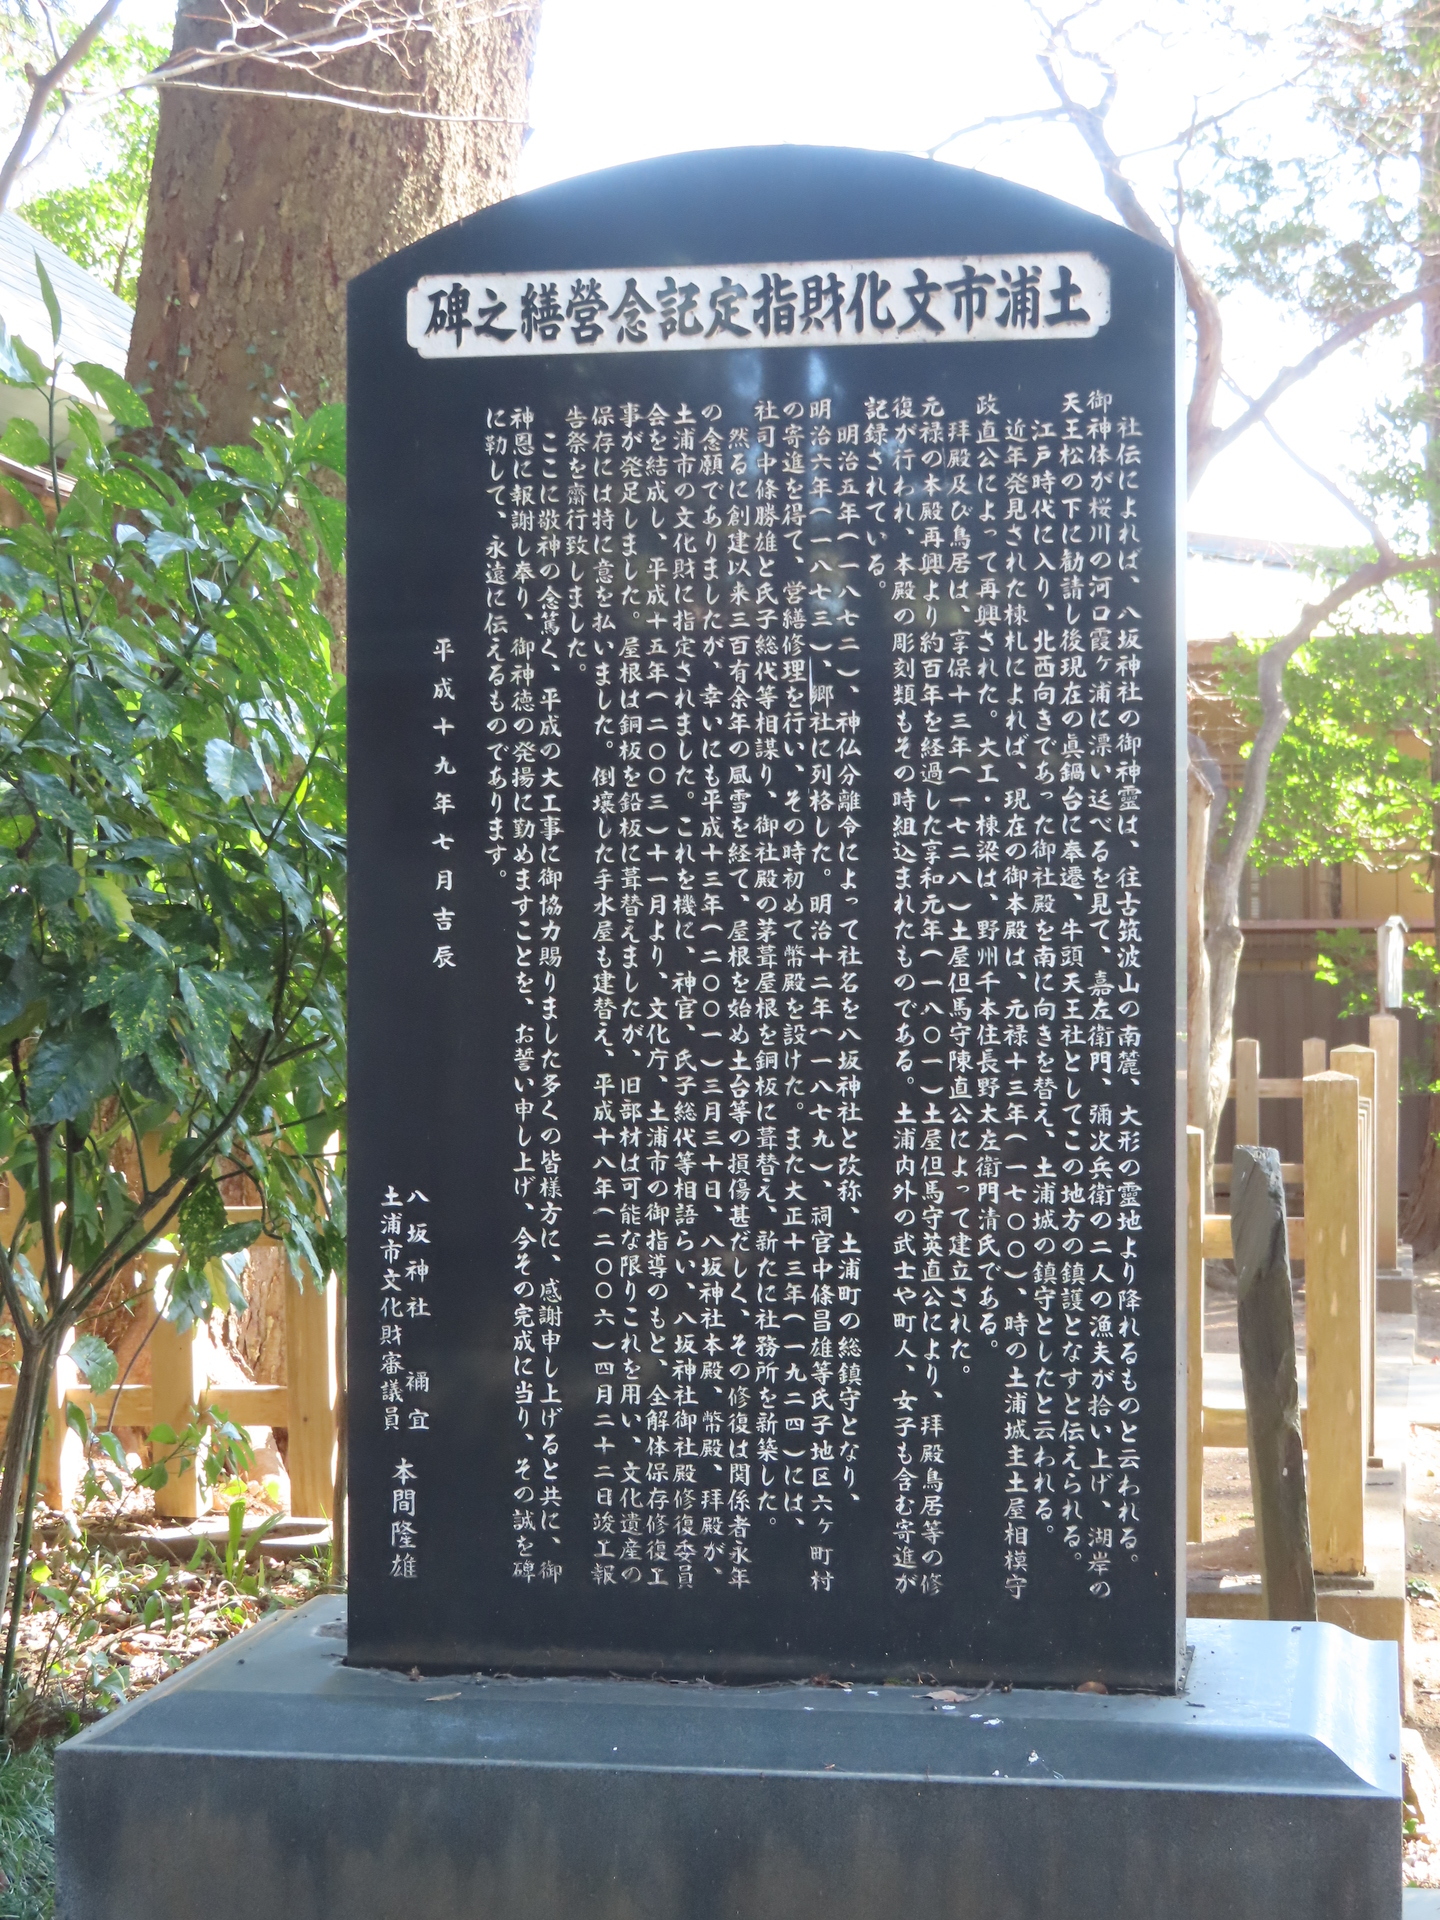 土浦市文化財指定記念營繕之碑
社伝によれば、八坂神社の御神靈は、往古筑波山の南麓、大形の靈地より降れるものと云われる。
御神体が桜川の河口霞ヶ浦に漂い廷べるを見て、嘉左衛門、彌次兵衛の二人の漁夫が拾い上げ、湖岸の
天王松の下に勧請し後現在の眞鍋台に奉遷、牛頭天王社としてこの地方の鎮護となすと伝えられる。
江戸時代に入り、北西向きであった御社殿を南に向きを替え、土浦城の鎮守としたと云われる。
近年発見された棟札によれば、現在の御本殿は、元禄十三年(一七〇〇)、時の土浦城主土屋相模守
政直公によって再興された。大工・棟梁は、野州千本住長野太左衛門清氏である。
拜殿及び鳥居は、享保十三年(一七二八)土屋但馬守陳直公によって建立された。
元禄の本殿再興より約百年を経過した享和元年(一八〇一)土屋但馬守英直公により、拜殿鳥居等の修
復が行われ、本殿の彫刻類もその時組込まれたものである。土浦内外の武士や町人、女子も含む寄進が
記録されている。
明治五年(一八七二)、神仏分離令によって社名を八坂神社と改称、土浦町の総鎮守となり、
明治六年(一八七三)、郷社に列格した。明治十二年(一八七九)、祠官中條昌雄等氏子地区六ヶ町村
の寄進を得て、営繕修理を行い、その時初めて幣殿を設けた。また大正十三年(一九二四)には、
社司中條勝雄と氏子総代等相謀り、御社殿の茅葺屋根を銅板に葺替え、新たに社務所を新築した。
然るに創建以来三百有余年の風雪を経て、屋根を始め土台等の損傷甚だしく、その修復は関係者永年
の念願でありましたが、幸いにも平成十三年(二〇〇一)三月三十日、八坂神社本殿、幣殿、拜殿が、
土浦市の文化財に指定されました。これを機に、神官、氏子総代等相語らい、八坂神社御社殿修復委員
会を結成し、平成十五年(二〇〇三)十一月より、文化庁、土浦市の御指導のもと、全解体保存修復工
事が発足しました。屋根は銅板を鉛板に葺替えましたが、旧部材は可能な限りこれを用い、文化遺産の
保存には特に意を払いました。倒壊した手水屋も建替え、平成十八年(二〇〇六)四月二十二日竣工報
告祭を齋行致しました。
ここに敬神の念篤く、平成の大工事に御協力賜りました多くの皆様方に、感謝申し上げると共に、御
神恩に報謝し奉り、御神徳の発揚に勤めますことを、お誓い申し上げ、今その完成に当り、その誠を碑
に勒して、永遠に伝えるものであります。
平成十九年七月吉辰
八坂神社 禰宜 本間隆雄
土浦市文化財審議員